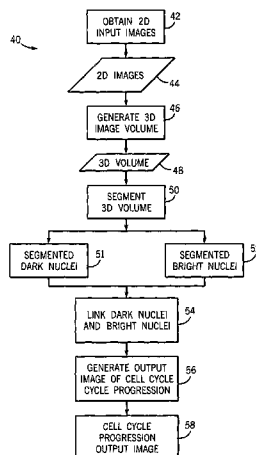 40
OBTAIN 2D
INPUT IMAGES
42
2D IMAGES
44
GENERATE 3D
IMAGE VOLUME
46
3D VOLUME
48
SEGMENT
3D VOLUME
50
SEGMENTED
DARK NUCLEI
51
SEGMENTED
BRIGHT NUCLEI
LINK DARK NUCLEI
AND BRIGHT NUCLEI
54
GENERATE OUTPUT
IMAGE OF CELL CYCLE
CYCLE PROGRESSION
56
CELL CYCLE
PROGRESSION
OUTPUT IMAGE
58